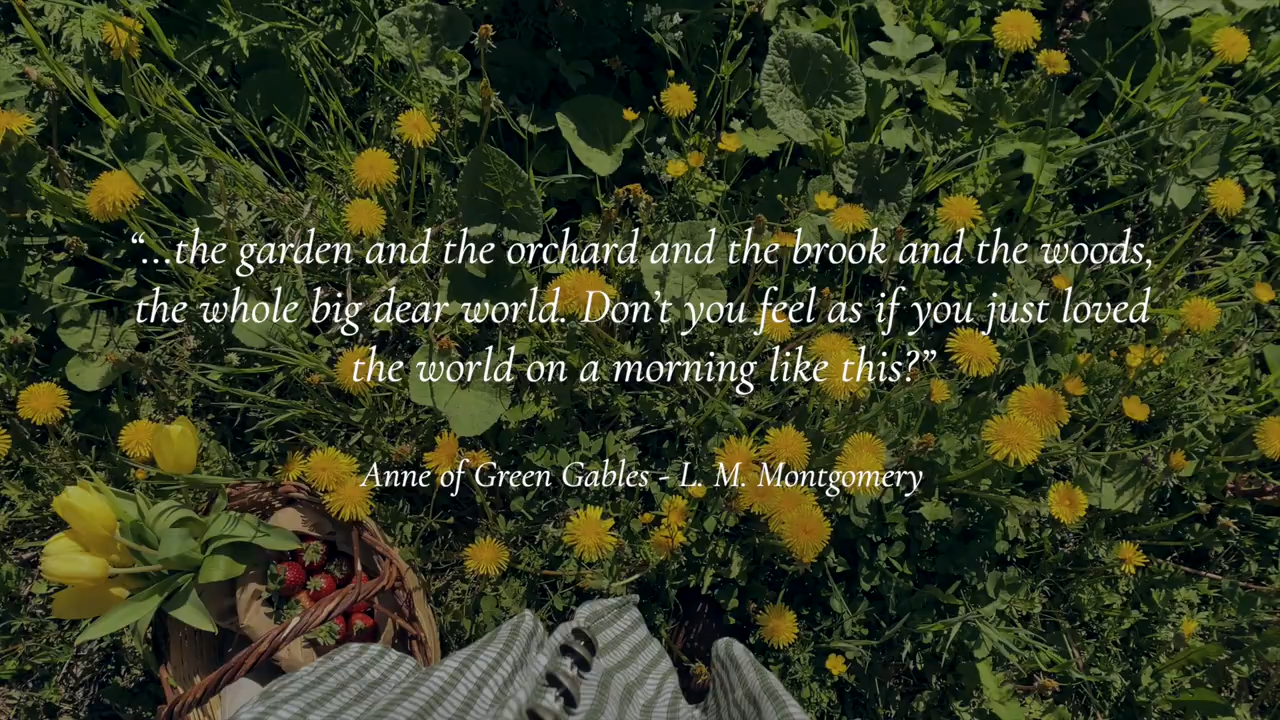 “...the garden and the orchard and the brook and the woods,
the whole big dear world. Don’t you feel as if you just loved
the world on a morning like this?”
Anne of Green Gables - L. M. Montgomery